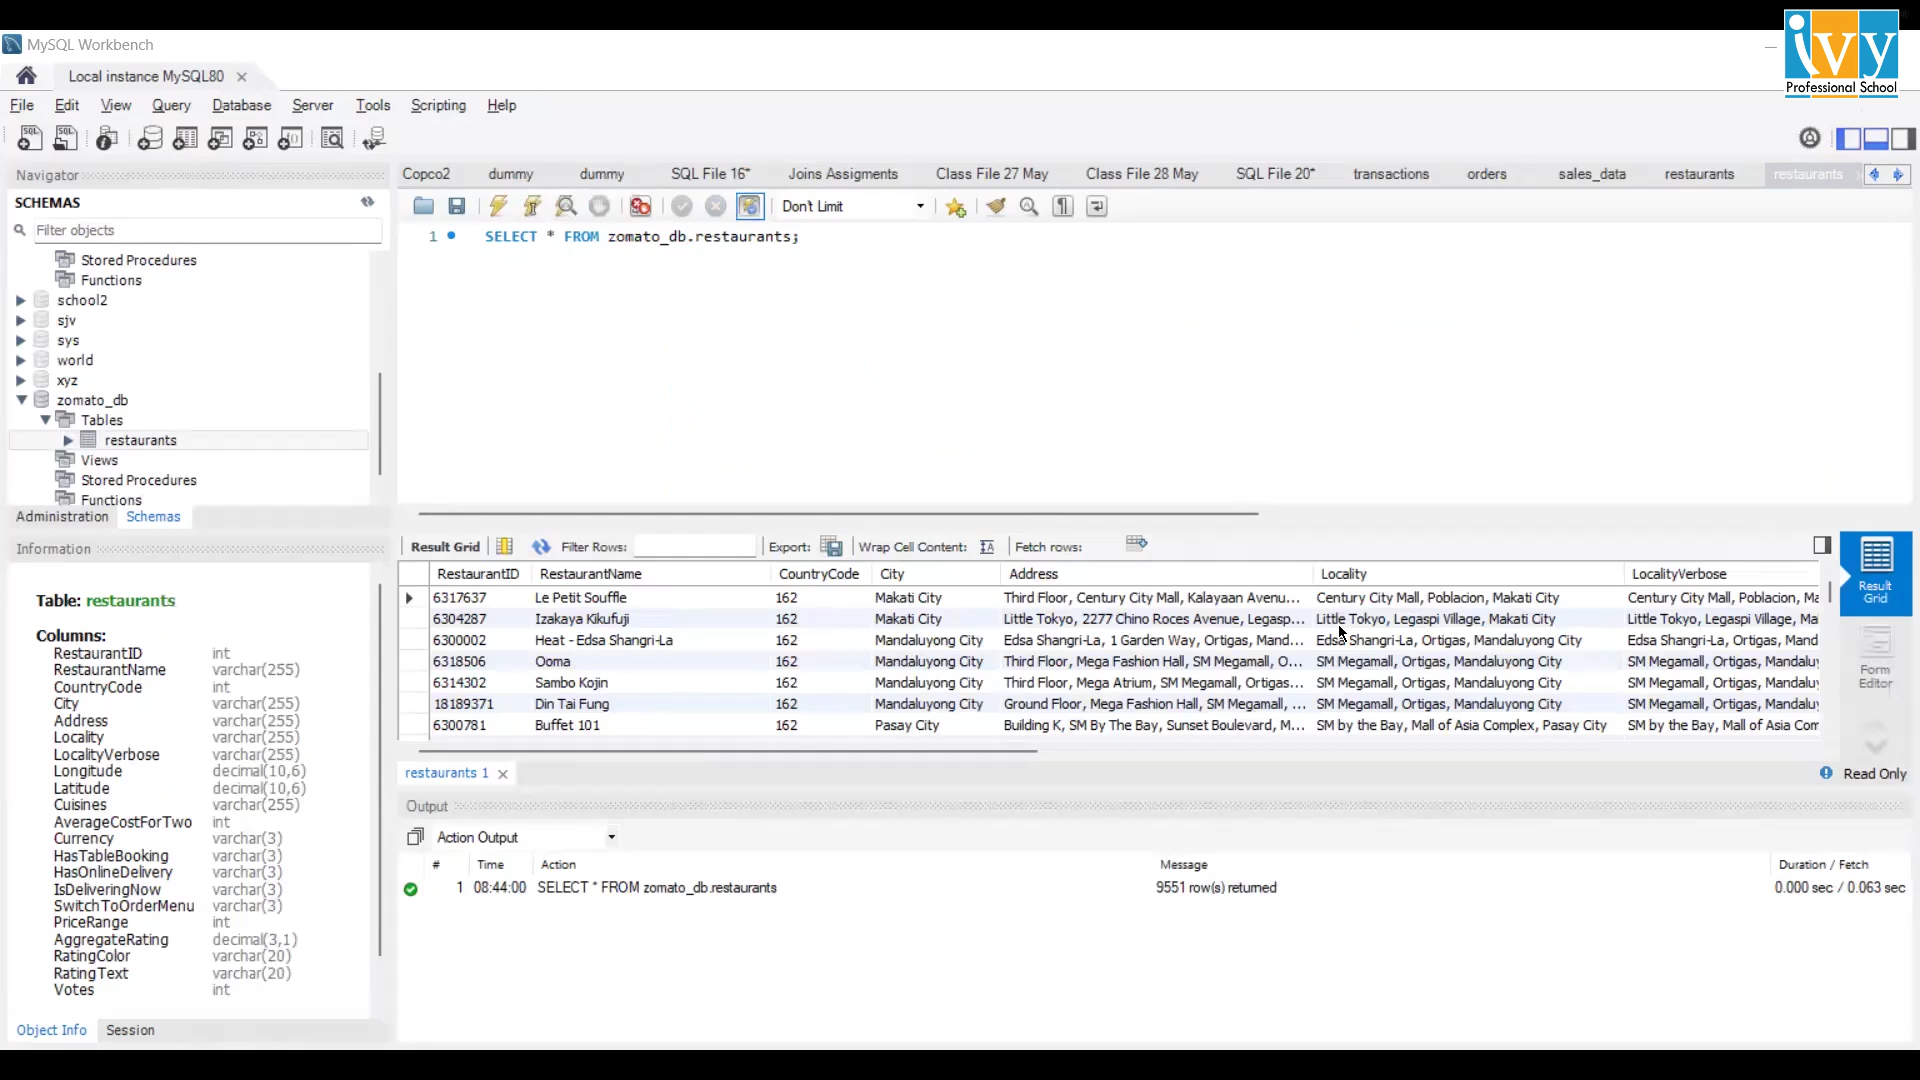 ivy
Professional School
MySQL Workbench
Local instance MySQL80
File Edit View Query Database Server Tools Scripting Help
Navigator
SCHEMAS
Filter objects
Stored Procedures
Functions
school2
sjv
sys
world
xyz
zomato_db
Tables
restaurants
Views
Stored Procedures
Functions
Administration Schemas
Information
Table: restaurants
Columns:
RestaurantID int
RestaurantName varchar(255)
CountryCode int
City varchar(255)
Address varchar(255)
Locality varchar(255)
LocalityVerbose varchar(255)
Longitude decimal(10,6)
Latitude decimal(10,6)
Cuisines varchar(255)
AverageCostForTwo int
Currency varchar(3)
HasTableBooking varchar(3)
HasOnlineDelivery varchar(3)
IsDeliveringNow varchar(3)
SwitchToOrderMenu varchar(3)
PriceRange int
AggregateRating decimal(3,1)
RatingColor varchar(20)
RatingText varchar(20)
Votes int
Object Info Session
Copco2 dummy dummy SQL File 16* Joins Assigments Class File 27 May Class File 28 May SQL File 20* transactions orders sales_data restaurants restaurants
Don't Limit
1 SELECT * FROM zomato_db.restaurants;
Result Grid Filter Rows: Export: Wrap Cell Content: Fetch rows:
RestaurantID RestaurantName CountryCode City Address Locality LocalityVerbose
6317637 Le Petit Souffle 162 Makati City Third Floor, Century City Mall, Kalayaan Avenu... Century City Mall, Poblacion, Makati City Century City Mall, Poblacion, Ma
6304287 Izakaya Kikufuji 162 Makati City Little Tokyo, 2277 Chino Roces Avenue, Legasp... Little Tokyo, Legaspi Village, Makati City Little Tokyo, Legaspi Village, Mal
6300002 Heat - Edsa Shangri-La 162 Mandaluyong City Edsa Shangri-La, 1 Garden Way, Ortigas, Mand... Edsa Shangri-La, Ortigas, Mandaluyong City Edsa Shangri-La, Ortigas, Mand
6318506 Ooma 162 Mandaluyong City Third Floor, Mega Fashion Hall, SM Megamall, O... SM Megamall, Ortigas, Mandaluyong City SM Megamall, Ortigas, Mandaluy
6314302 Sambo Kojin 162 Mandaluyong City Third Floor, Mega Atrium, SM Megamall, Ortigas... SM Megamall, Ortigas, Mandaluyong City SM Megamall, Ortigas, Mandaluy
18189371 Din Tai Fung 162 Mandaluyong City Ground Floor, Mega Fashion Hall, SM Megamall, ... SM Megamall, Ortigas, Mandaluyong City SM Megamall, Ortigas, Mandaluy
6300781 Buffet 101 162 Pasay City Building K, SM By The Bay, Sunset Boulevard, M... SM by the Bay, Mall of Asia Complex, Pasay City SM by the Bay, Mall of Asia Com
Result
Grid
Form
Editor
restaurants 1
Read Only
Output
Action Output
# Time Action Message Duration / Fetch
1 08:44:00 SELECT * FROM zomato_db.restaurants 9551 row(s) returned 0.000 sec / 0.063 sec